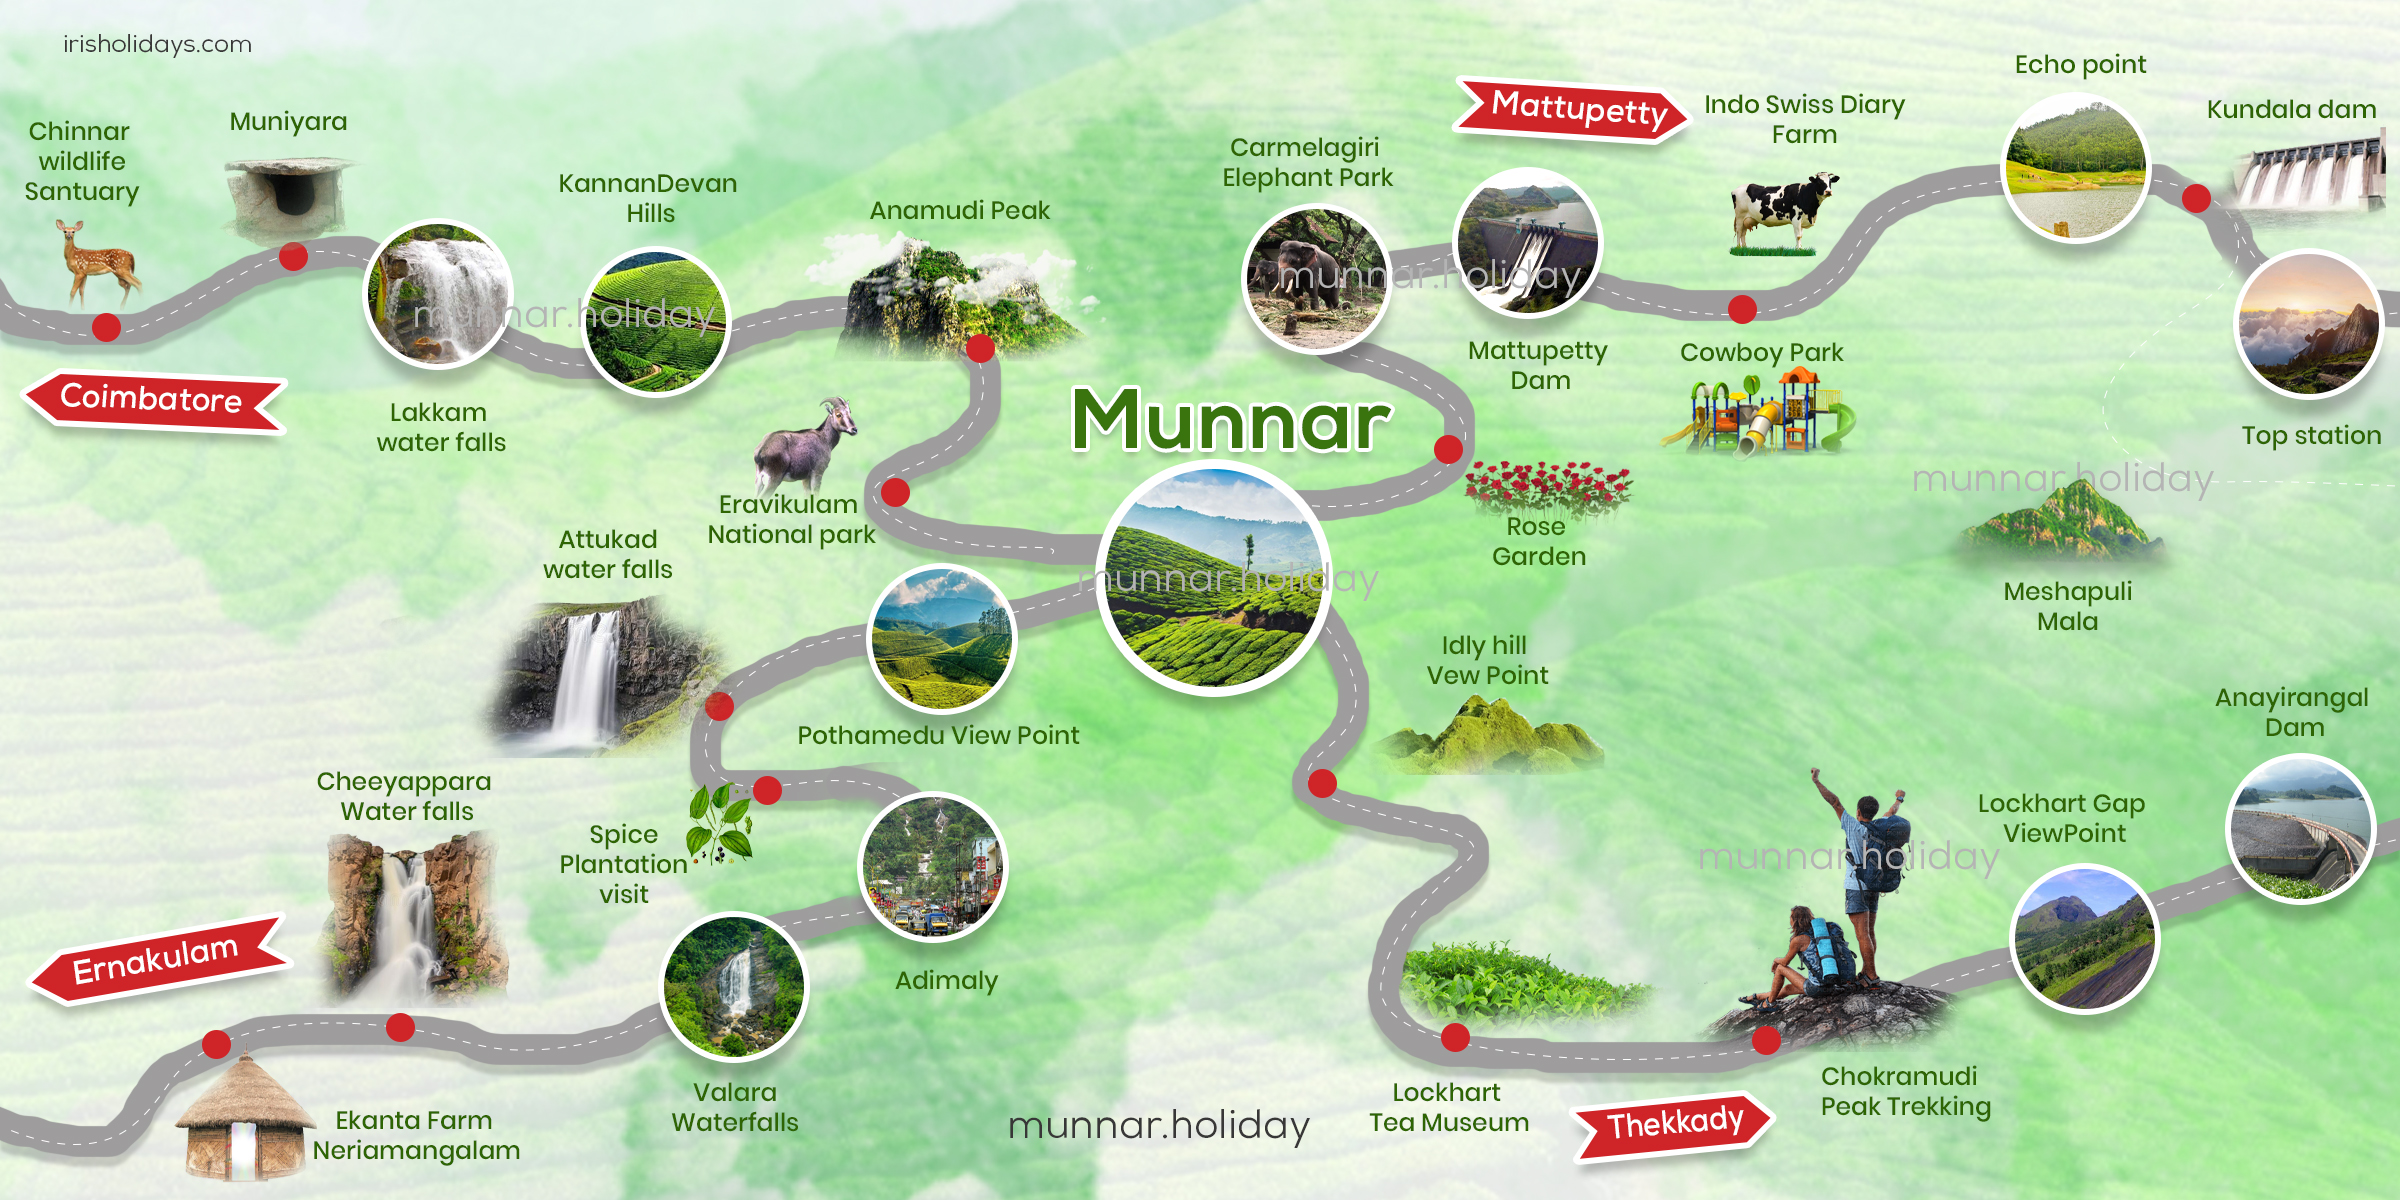 irisholidays.com
Chinnar
wildlife
Santuary
Muniyara
KannanDevan
Hills
Anamudi Peak
Carmelagiri
Elephant Park
Mattupetty
Indo Swiss Diary
Farm
Echo point
Kundala dam
munnar.holiday
munnar.holiday
Coimbatore
Lakkam
water falls
Mattupetty
Dam
Cowboy Park
Top station
Munnar
Eravikulam
National park
Rose
Garden
munnar.holiday
Meshapuli
Mala
Attukad
water falls
munnar.holiday
Idly hill
Vew Point
Pothamedu View Point
Anayirangal
Dam
Cheeyappara
Water falls
Spice
Plantation
visit
Lockhart Gap
ViewPoint
munnar.holiday
Ernakulam
Adimaly
Valara
Waterfalls
Ekanta Farm
Neriamangalam
munnar.holiday
Lockhart
Tea Museum
Thekkady
Chokramudi
Peak Trekking